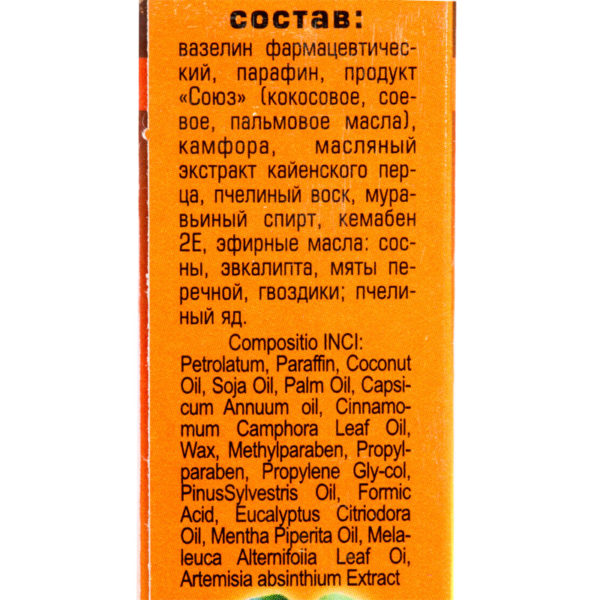 состав:
вазелин фармацевтичес-
кий, парафин, продукт
«Союз» (кокосовое, сое-
вое, пальмовое масла),
камфора, масляный
экстракт кайенского пер-
ца, пчелиный воск, мура-
вьиный спирт, кемабен
2Е, эфирные масла: сос-
ны, эвкалипта, мяты пе-
речной, гвоздики; пчели-
ный яд.
Compositio INCI:
Petrolatum, Paraffin, Coconut
Oil, Soja Oil, Palm Oil, Capsi-
cum Annuum oil, Cinnamo-
mum Camphora Leaf Oil,
Wax, Methylparaben, Propyl-
paraben, Propylene Gly-col,
PinusSylvestris Oil, Formic
Acid, Eucalyptus Citriodora
Oil, Mentha Piperita Oil, Mela-
leuca Alternifoiia Leaf Oi,
Artemisia absinthium Extract